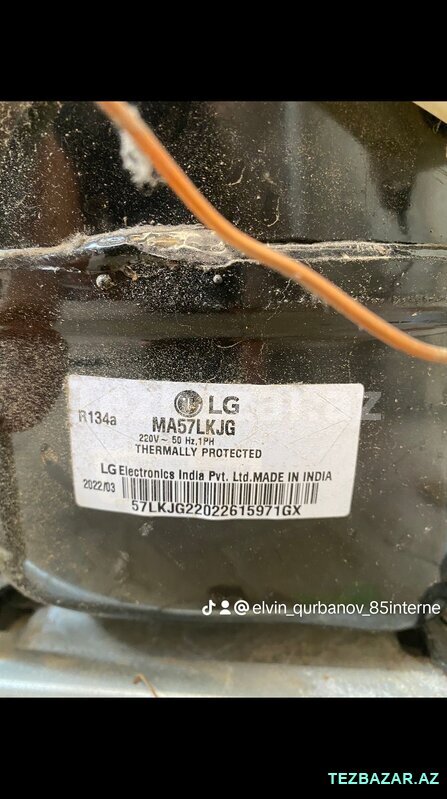 R134a
LG
MA57LKJG
220V~ 50 Hz,1PH
THERMALLY PROTECTED
LG Electronics India Pvt. Ltd.MADE IN INDIA
2022/03
57LKJG22022615971GX
@elvin_qurbanov_85interne
TEZBAZAR.AZ